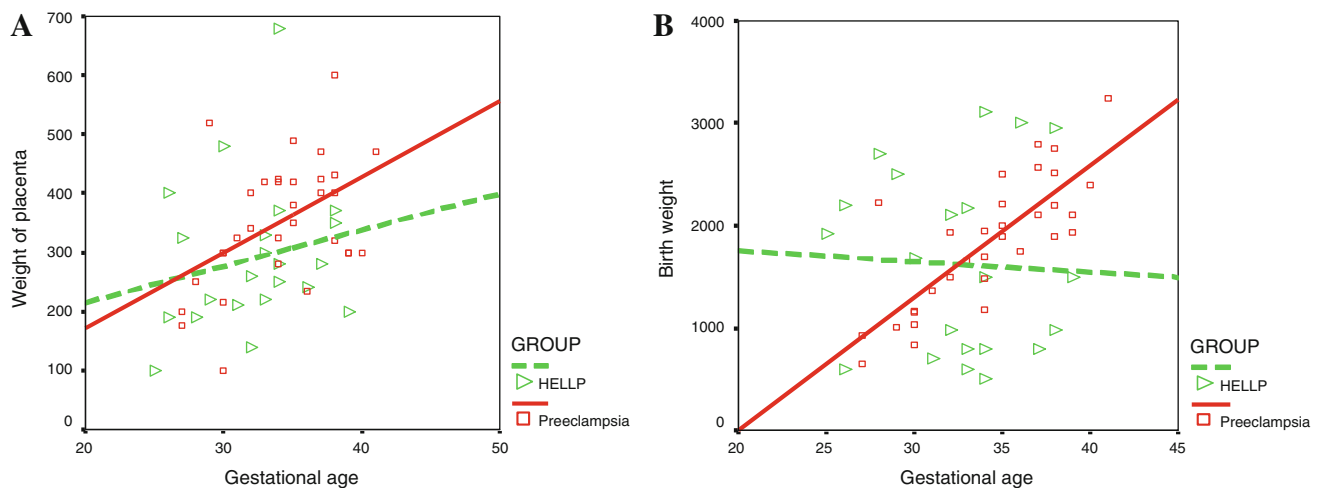 A
Weight of placenta
700
600
500
400
300
200
100
0
20
30
40
50
Gestational age
GROUP
HELLP
Preeclampsia
B
Birth weight
4000
3000
2000
1000
0
20
25
30
35
40
45
Gestational age
GROUP
HELLP
Preeclampsia